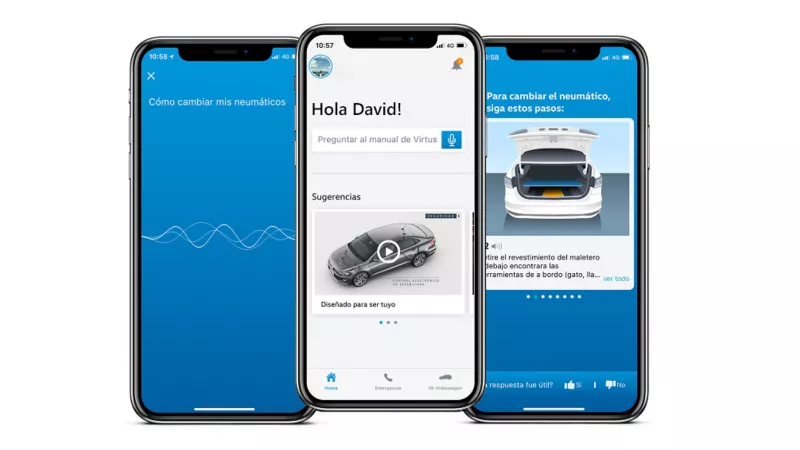 10:58
4G
Cómo cambiar mis neumáticos
10:57
4G
Hola David!
Preguntar al manual de Virtus
Sugerencias
SEGURIDAD
CONTROL ELECTRÓNICO
DE ESTABILIDAD
Diseñado para ser tuyo
Home
Emergencia
Mi Volkswagen
:58
4G
Para cambiar el neumático,
siga estos pasos:
2
tire el revestimiento del maletero
debajo encontrara las
erramientas de a bordo (gato, lla...
ver todo
a respuesta fue útil?
Sí
No